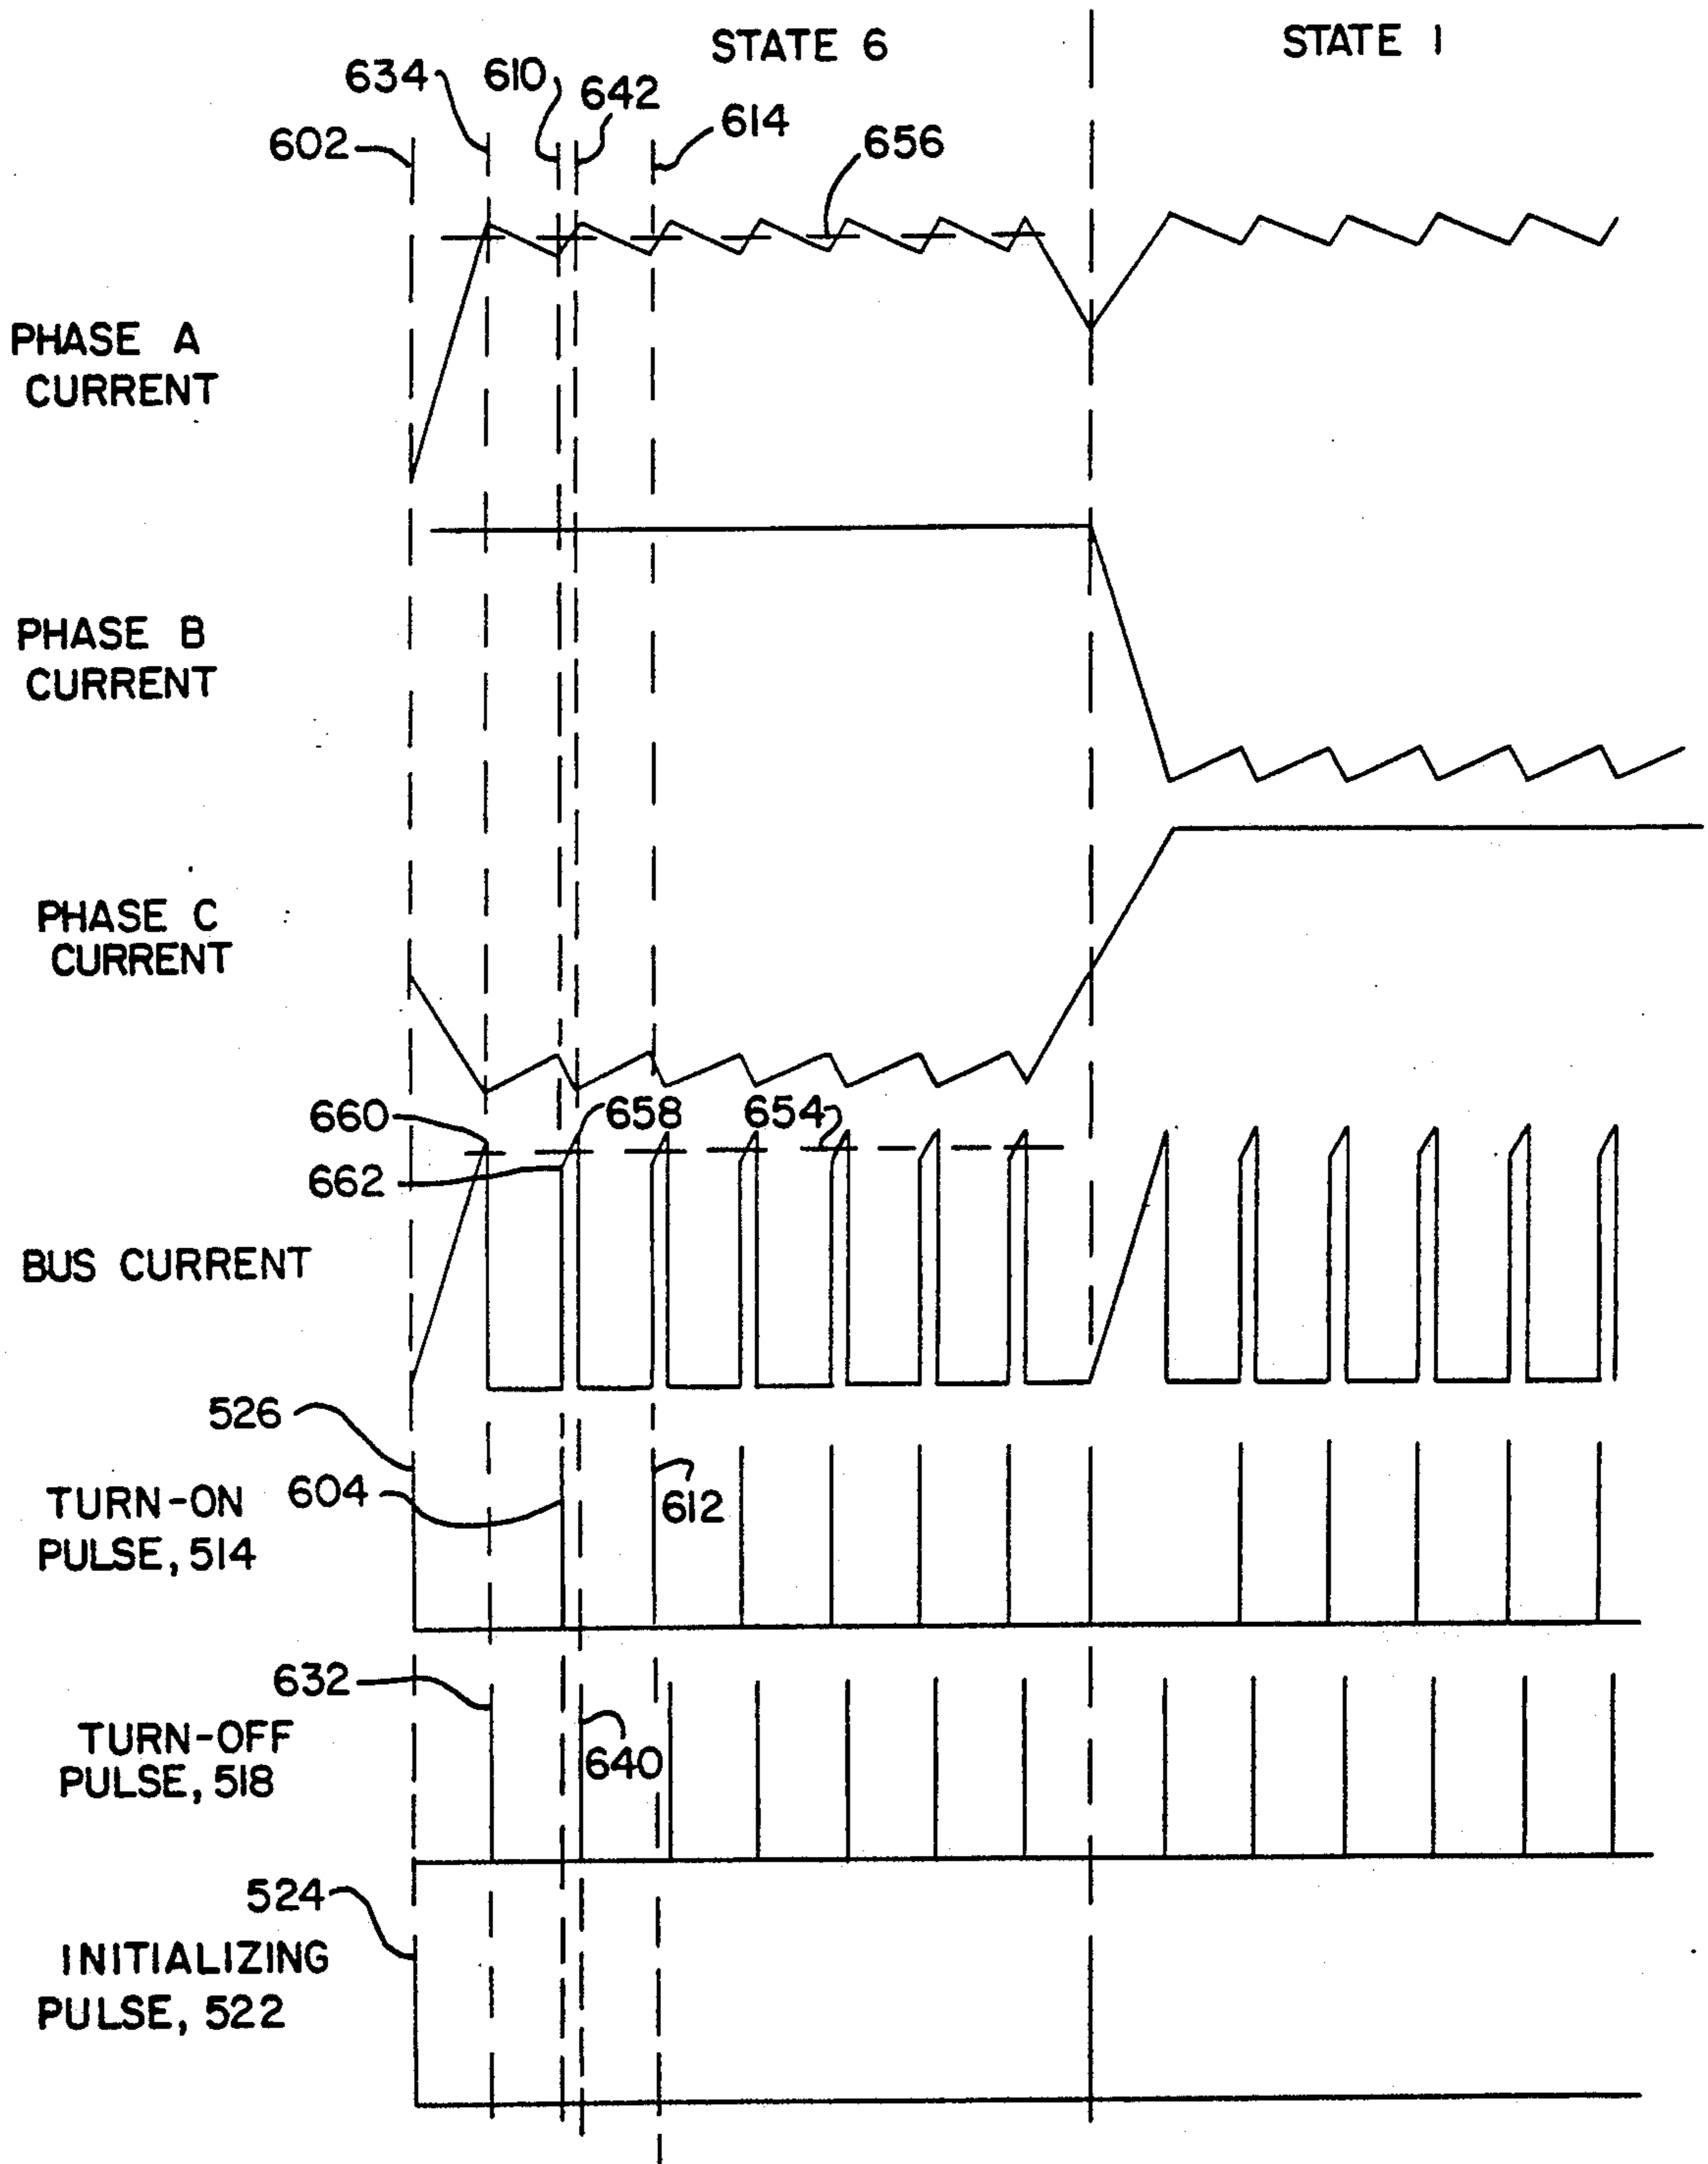 STATE 6
STATE 1
634
610
642
614
602
656
PHASE A
CURRENT
PHASE B
CURRENT
PHASE C
CURRENT
660
658
654
662
BUS CURRENT
526
TURN-ON
PULSE, 514
604
612
632
TURN-OFF
PULSE, 518
640
524
INITIALIZING
PULSE, 522